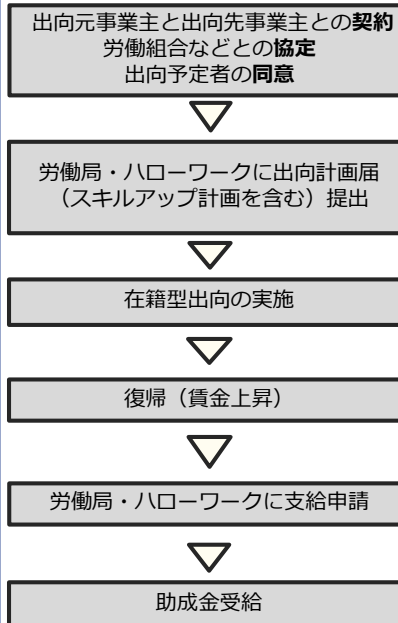 出向元事業主と出向先事業主との契約
労働組合などとの協定
出向予定者の同意
労働局・ハローワークに出向計画届
（スキルアップ計画を含む）提出
在籍型出向の実施
復帰（賃金上昇）
労働局・ハローワークに支給申請
助成金受給